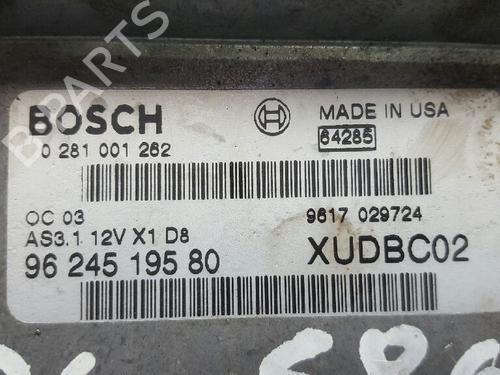 B PARTS
BOSCH
MADE IN USA
0 281 001 262
64285
OC 03
9617 029724
AS3.1 12V X1 D8
XUDBC02
96 245 195 80